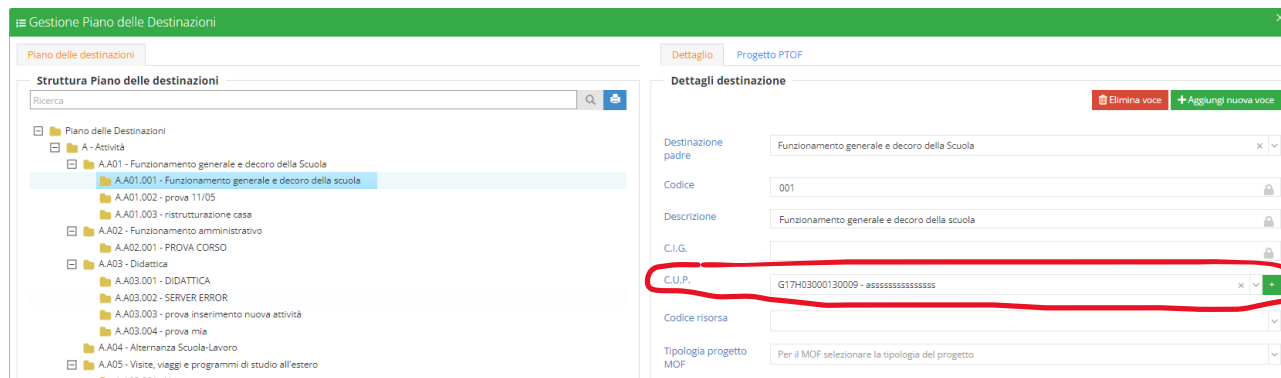 Gestione Piano delle Destinazioni
Piano delle destinazioni
Struttura Piano delle destinazioni
Ricerca
Piano delle Destinazioni
A - Attività
A.A01 - Funzionamento generale e decoro della Scuola
A.A01.001 - Funzionamento generale e decoro della scuola
A.A01.002 - prova 11/05
A.A01.003 - ristrutturazione casa
A.A02 - Funzionamento amministrativo
A.A02.001 - PROVA CORSO
A.A03 - Didattica
A.A03.001 - DIDATTICA
A.A03.002 - SERVER ERROR
A.A03.003 - prova inserimento nuova attività
A.A03.004 - prova mia
A.A04 - Alternanza Scuola-Lavoro
A.A05 - Visite, viaggi e programmi di studio all'estero
Dettaglio Progetto PTOF
Dettagli destinazione
Elimina voce + Aggiungi nuova voce
Destinazione padre Funzionamento generale e decoro della Scuola
Codice 001
Descrizione Funzionamento generale e decoro della scuola
C.I.G.
C.U.P. G17H03000130009 - asssssssssssssss
Codice risorsa
Tipologia progetto MOF Per il MOF selezionare la tipologia del progetto